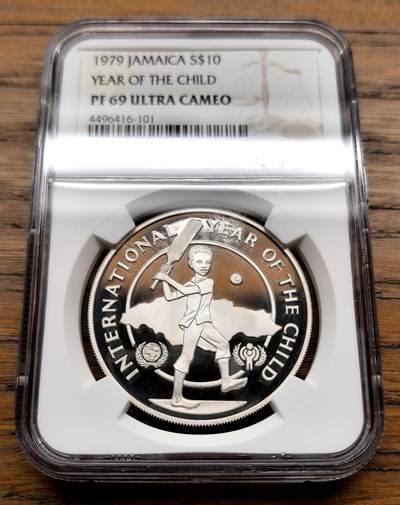 1979 JAMAICA S$10
YEAR OF THE CHILD
PF 69 ULTRA CAMEO
4496416-101
INTERNATIONAL YEAR OF THE CHILD